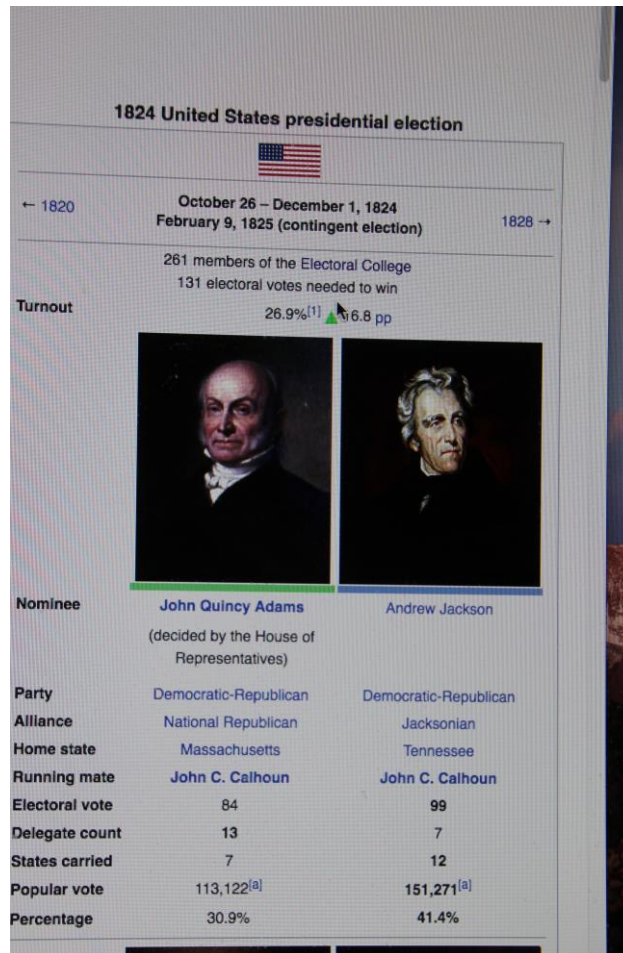 1824 United States presidential election
← 1820
October 26 – December 1, 1824
February 9, 1825 (contingent election)
1828 →
261 members of the Electoral College
131 electoral votes needed to win
Turnout 26.9%[1] ▲ 16.8 pp
Nominee John Quincy Adams Andrew Jackson
(decided by the House of
Representatives)
Party Democratic-Republican Democratic-Republican
Alliance National Republican Jacksonian
Home state Massachusetts Tennessee
Running mate John C. Calhoun John C. Calhoun
Electoral vote 84 99
Delegate count 13 7
States carried 7 12
Popular vote 113,122[a] 151,271[a]
Percentage 30.9% 41.4%